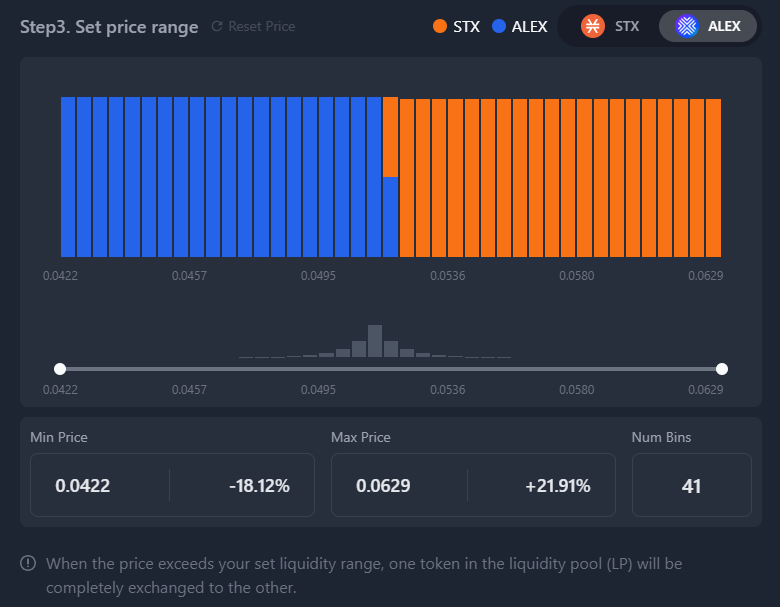 Step3. Set price range Reset Price STX ALEX STX ALEX
0.0422 0.0457 0.0495 0.0536 0.0580 0.0629
0.0422 0.0457 0.0495 0.0536 0.0580 0.0629
Min Price Max Price Num Bins
0.0422 -18.12% 0.0629 +21.91% 41
When the price exceeds your set liquidity range, one token in the liquidity pool (LP) will be
completely exchanged to the other.